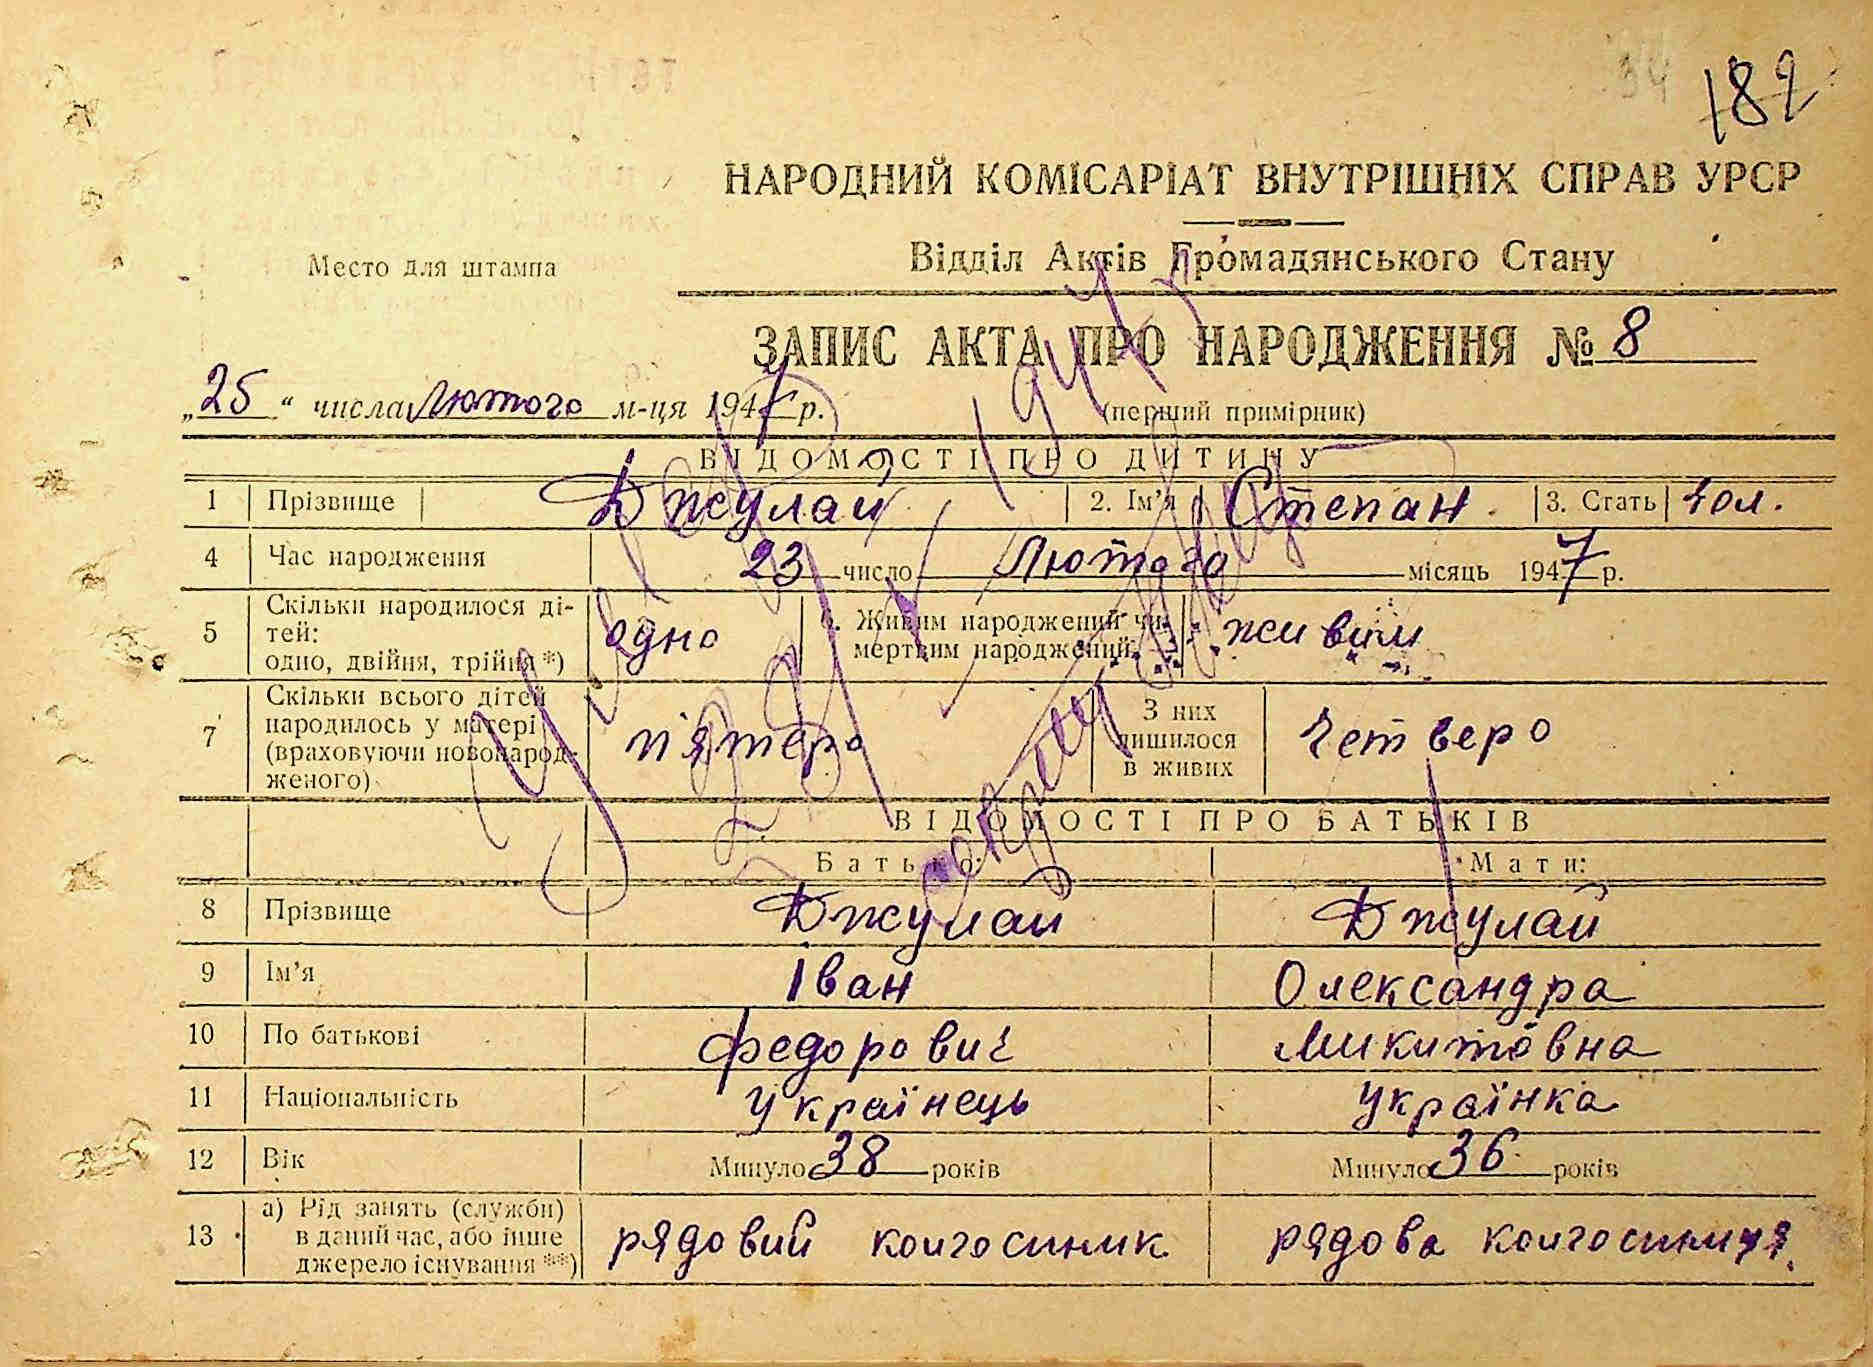 182
НАРОДНИЙ КОМІСАРІАТ ВНУТРІШНІХ СПРАВ УРСР
Место для штампа
Відділ Актів Громадянського Стану
ЗАПИС АКТА ПРО НАРОДЖЕННЯ № 8
„25“ числа Лютого м-ця 1947 р.
(перший примірник)
ВІДОМОСТІ ПРО ДИТИНУ
1 Прізвище Джулай 2. Ім'я Степан 3. Стать чол.
4 Час народження 23 число Лютого місяць 1947 р.
5 Скільки народилося ді-
тей:
одно, двійня, трійня*) одно 6. Живим народжений чи
мертвим народжений живим
7 Скільки всього дітей
народилось у матері
(враховуючи новонарод-
женого) п'ятеро З них
лишилося
в живих четверо
ВІДОМОСТІ ПРО БАТЬКІВ
Батько: Мати:
8 Прізвище Джулай Джулай
9 Ім'я Іван Олександра
10 По батькові Федорович Микитовна
11 Національність українець українка
12 Вік Минуло 38 років Минуло 36 років
13 а) Рід занять (служби)
в даний час, або інше
джерело існування **) рядовий колгоспник рядова колгоспниця